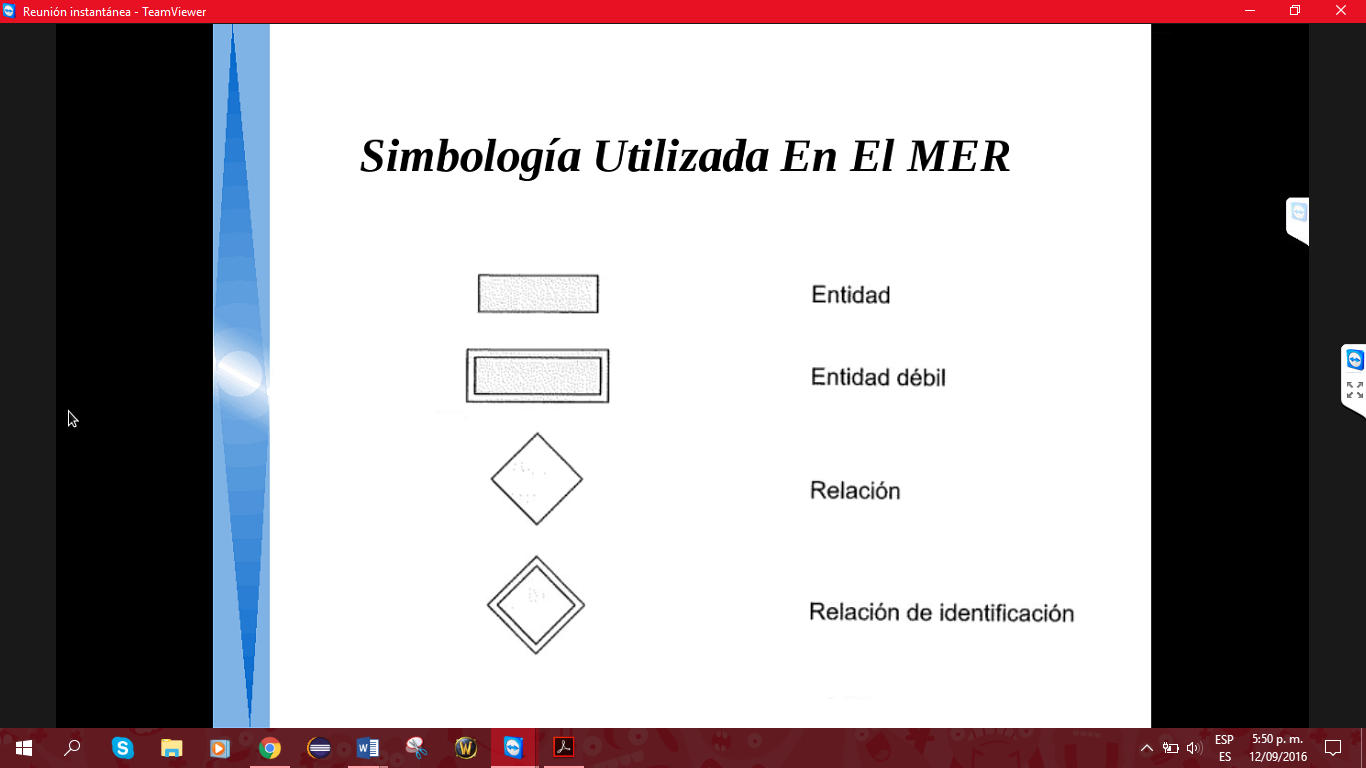 Reunión instantánea - TeamViewer
Simbología Utilizada En El MER
Entidad
Entidad débil
Relación
Relación de identificación
ESP
ES
5:50 p. m.
12/09/2016